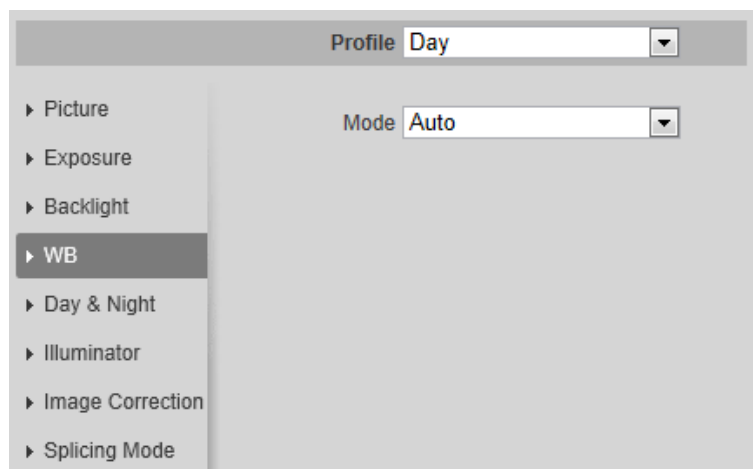 Profile Day
Picture
Mode Auto
Exposure
Backlight
WB
Day & Night
Illuminator
Image Correction
Splicing Mode